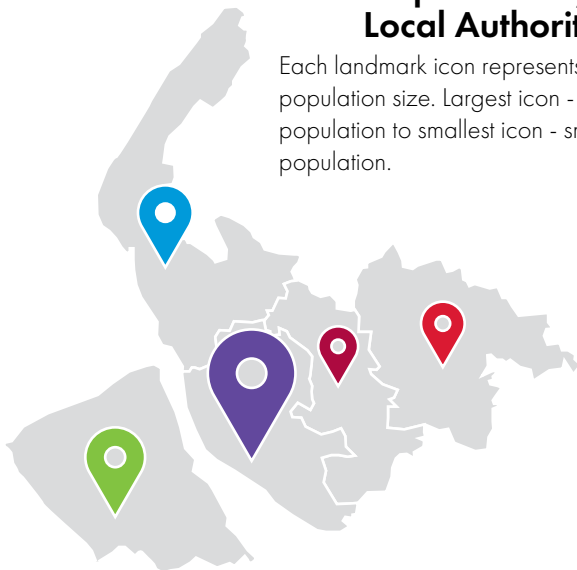 Local Authorit
Each landmark icon represents
population size. Largest icon -
population to smallest icon - sm
population.